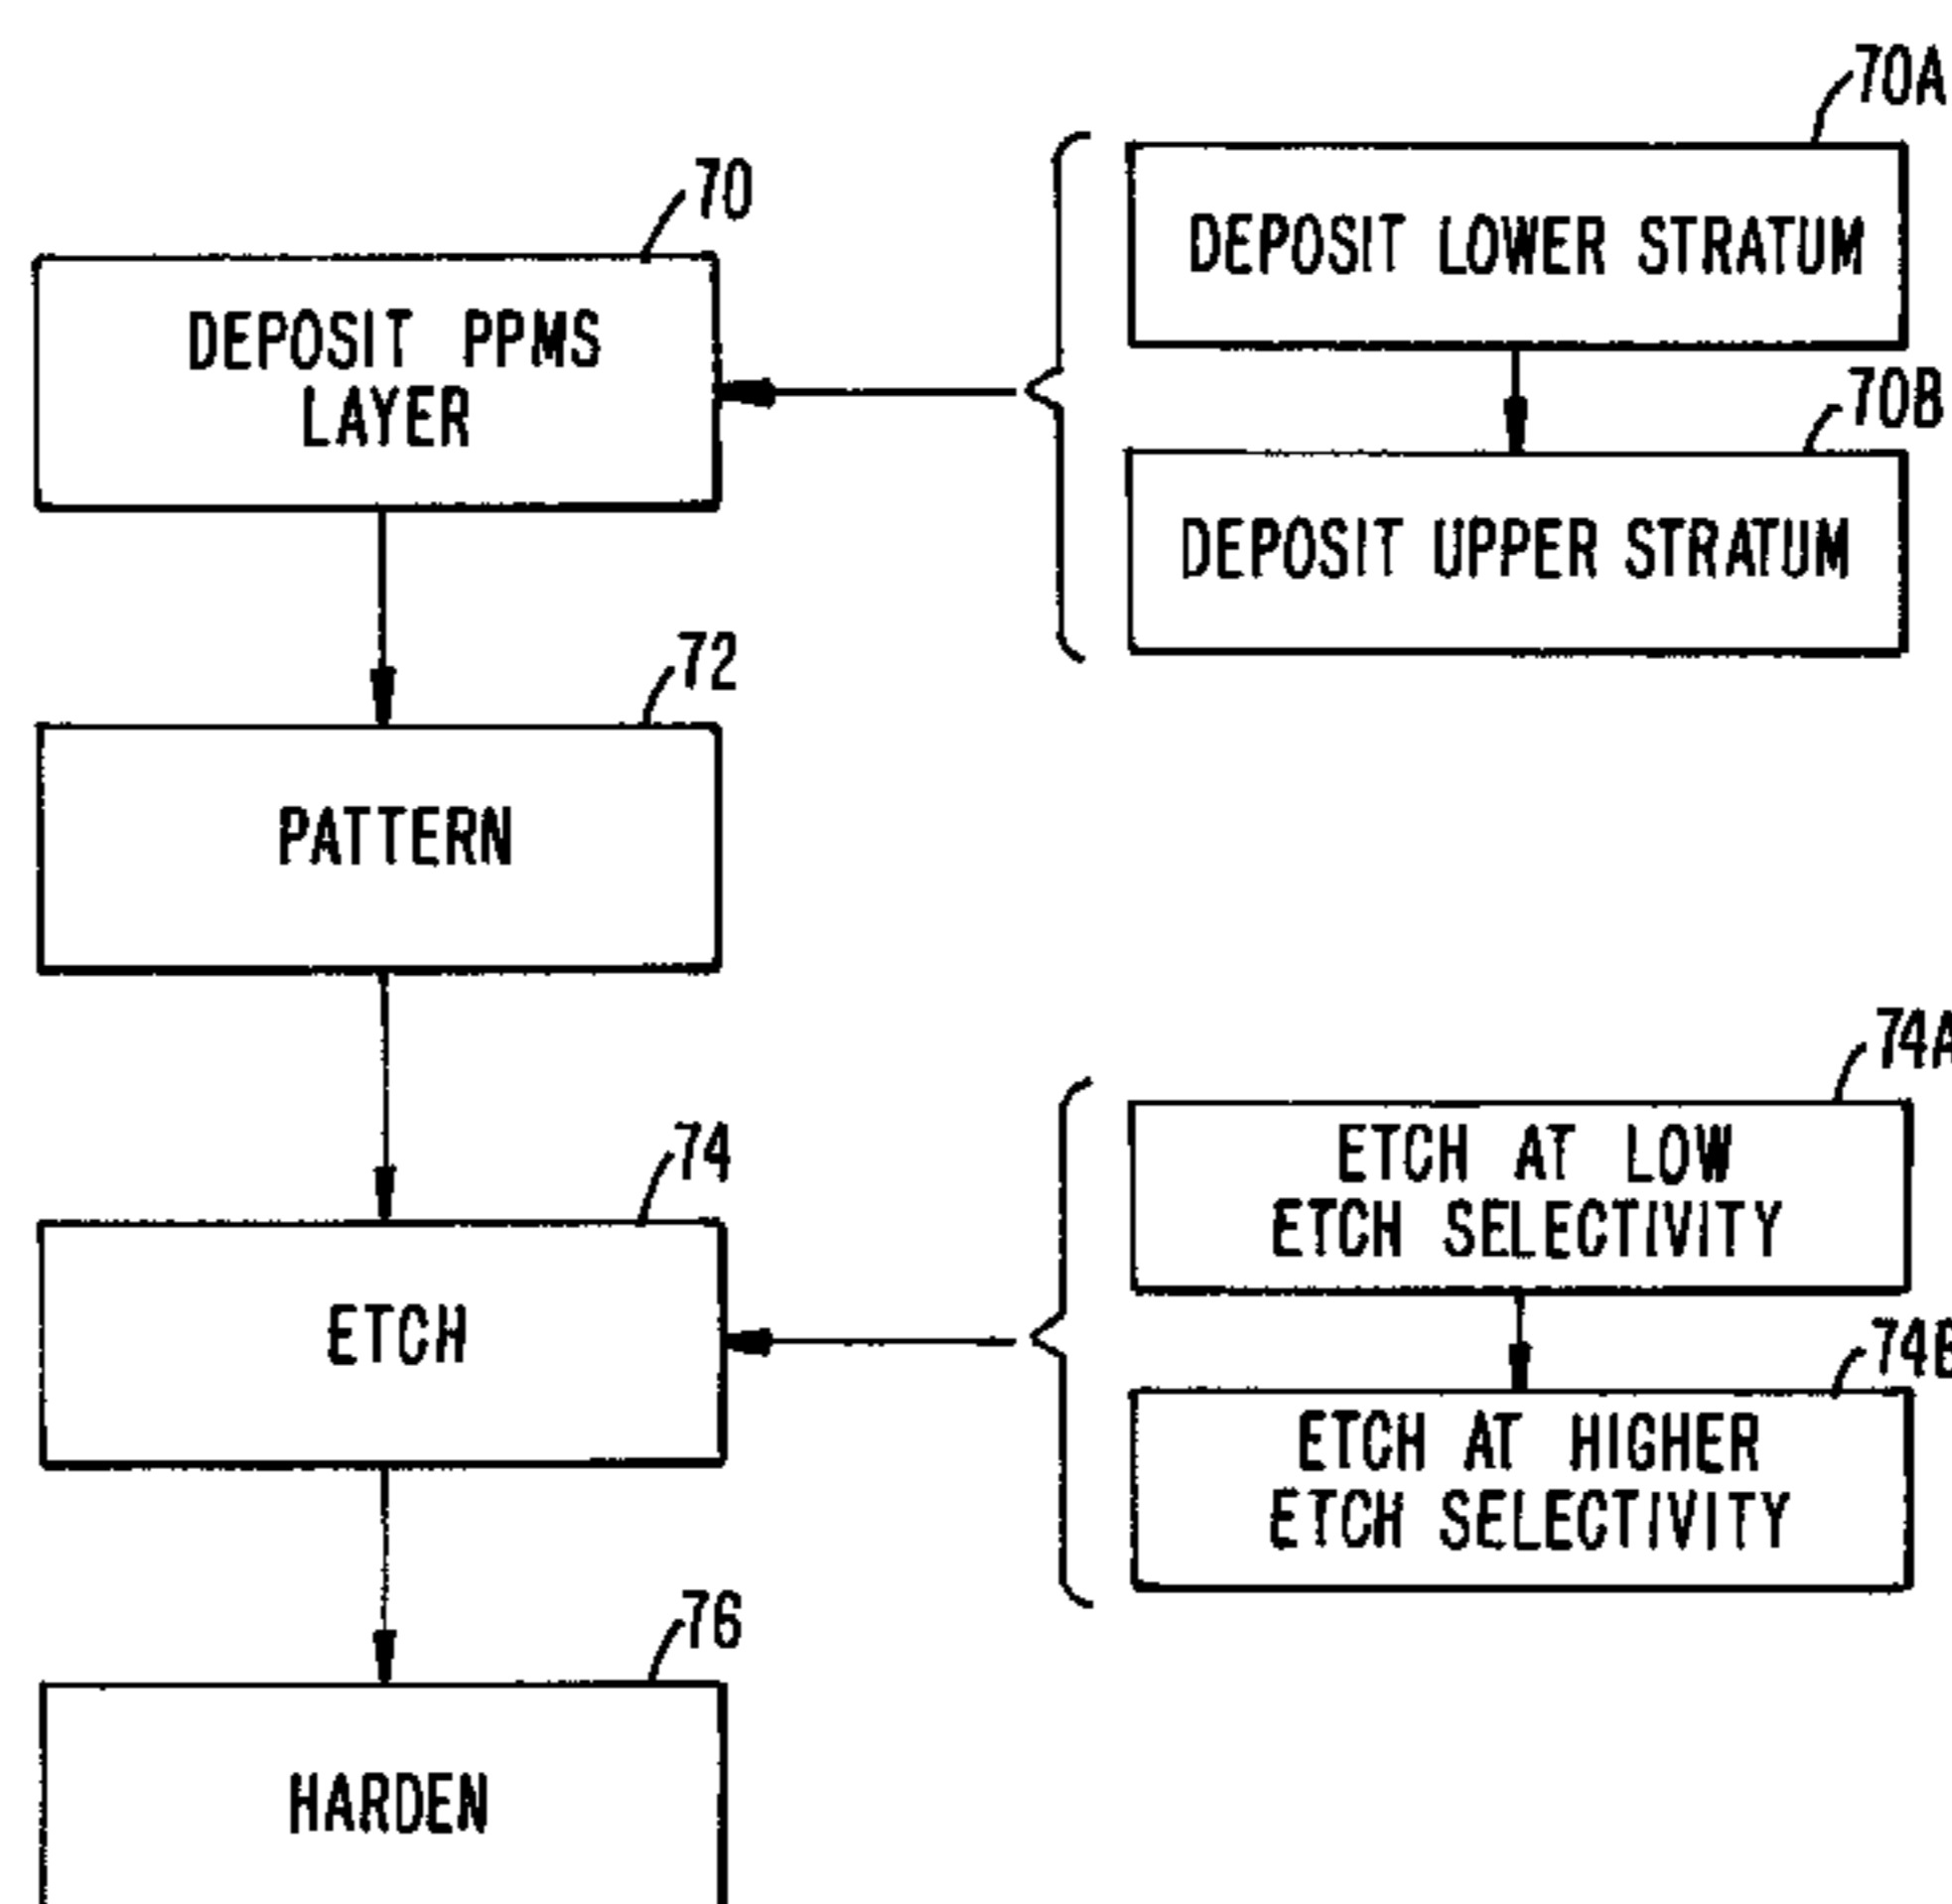 70
DEPOSIT PPMS
LAYER
70A
DEPOSIT LOWER STRATUM
70B
DEPOSIT UPPER STRATUM
72
PATTERN
74
ETCH
74A
ETCH AT LOW
ETCH SELECTIVITY
74B
ETCH AT HIGHER
ETCH SELECTIVITY
76
HARDEN